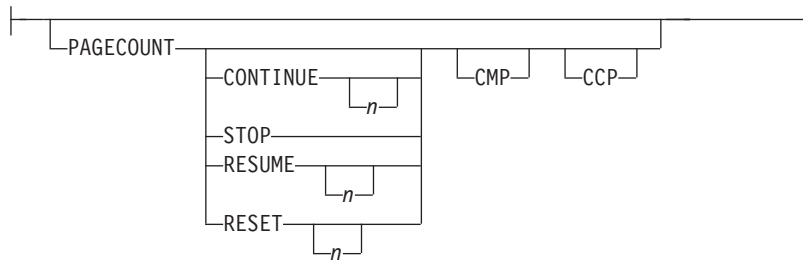 PAGECOUNT
CONTINUE n
CMP CCP
STOP
RESUME n
RESET n